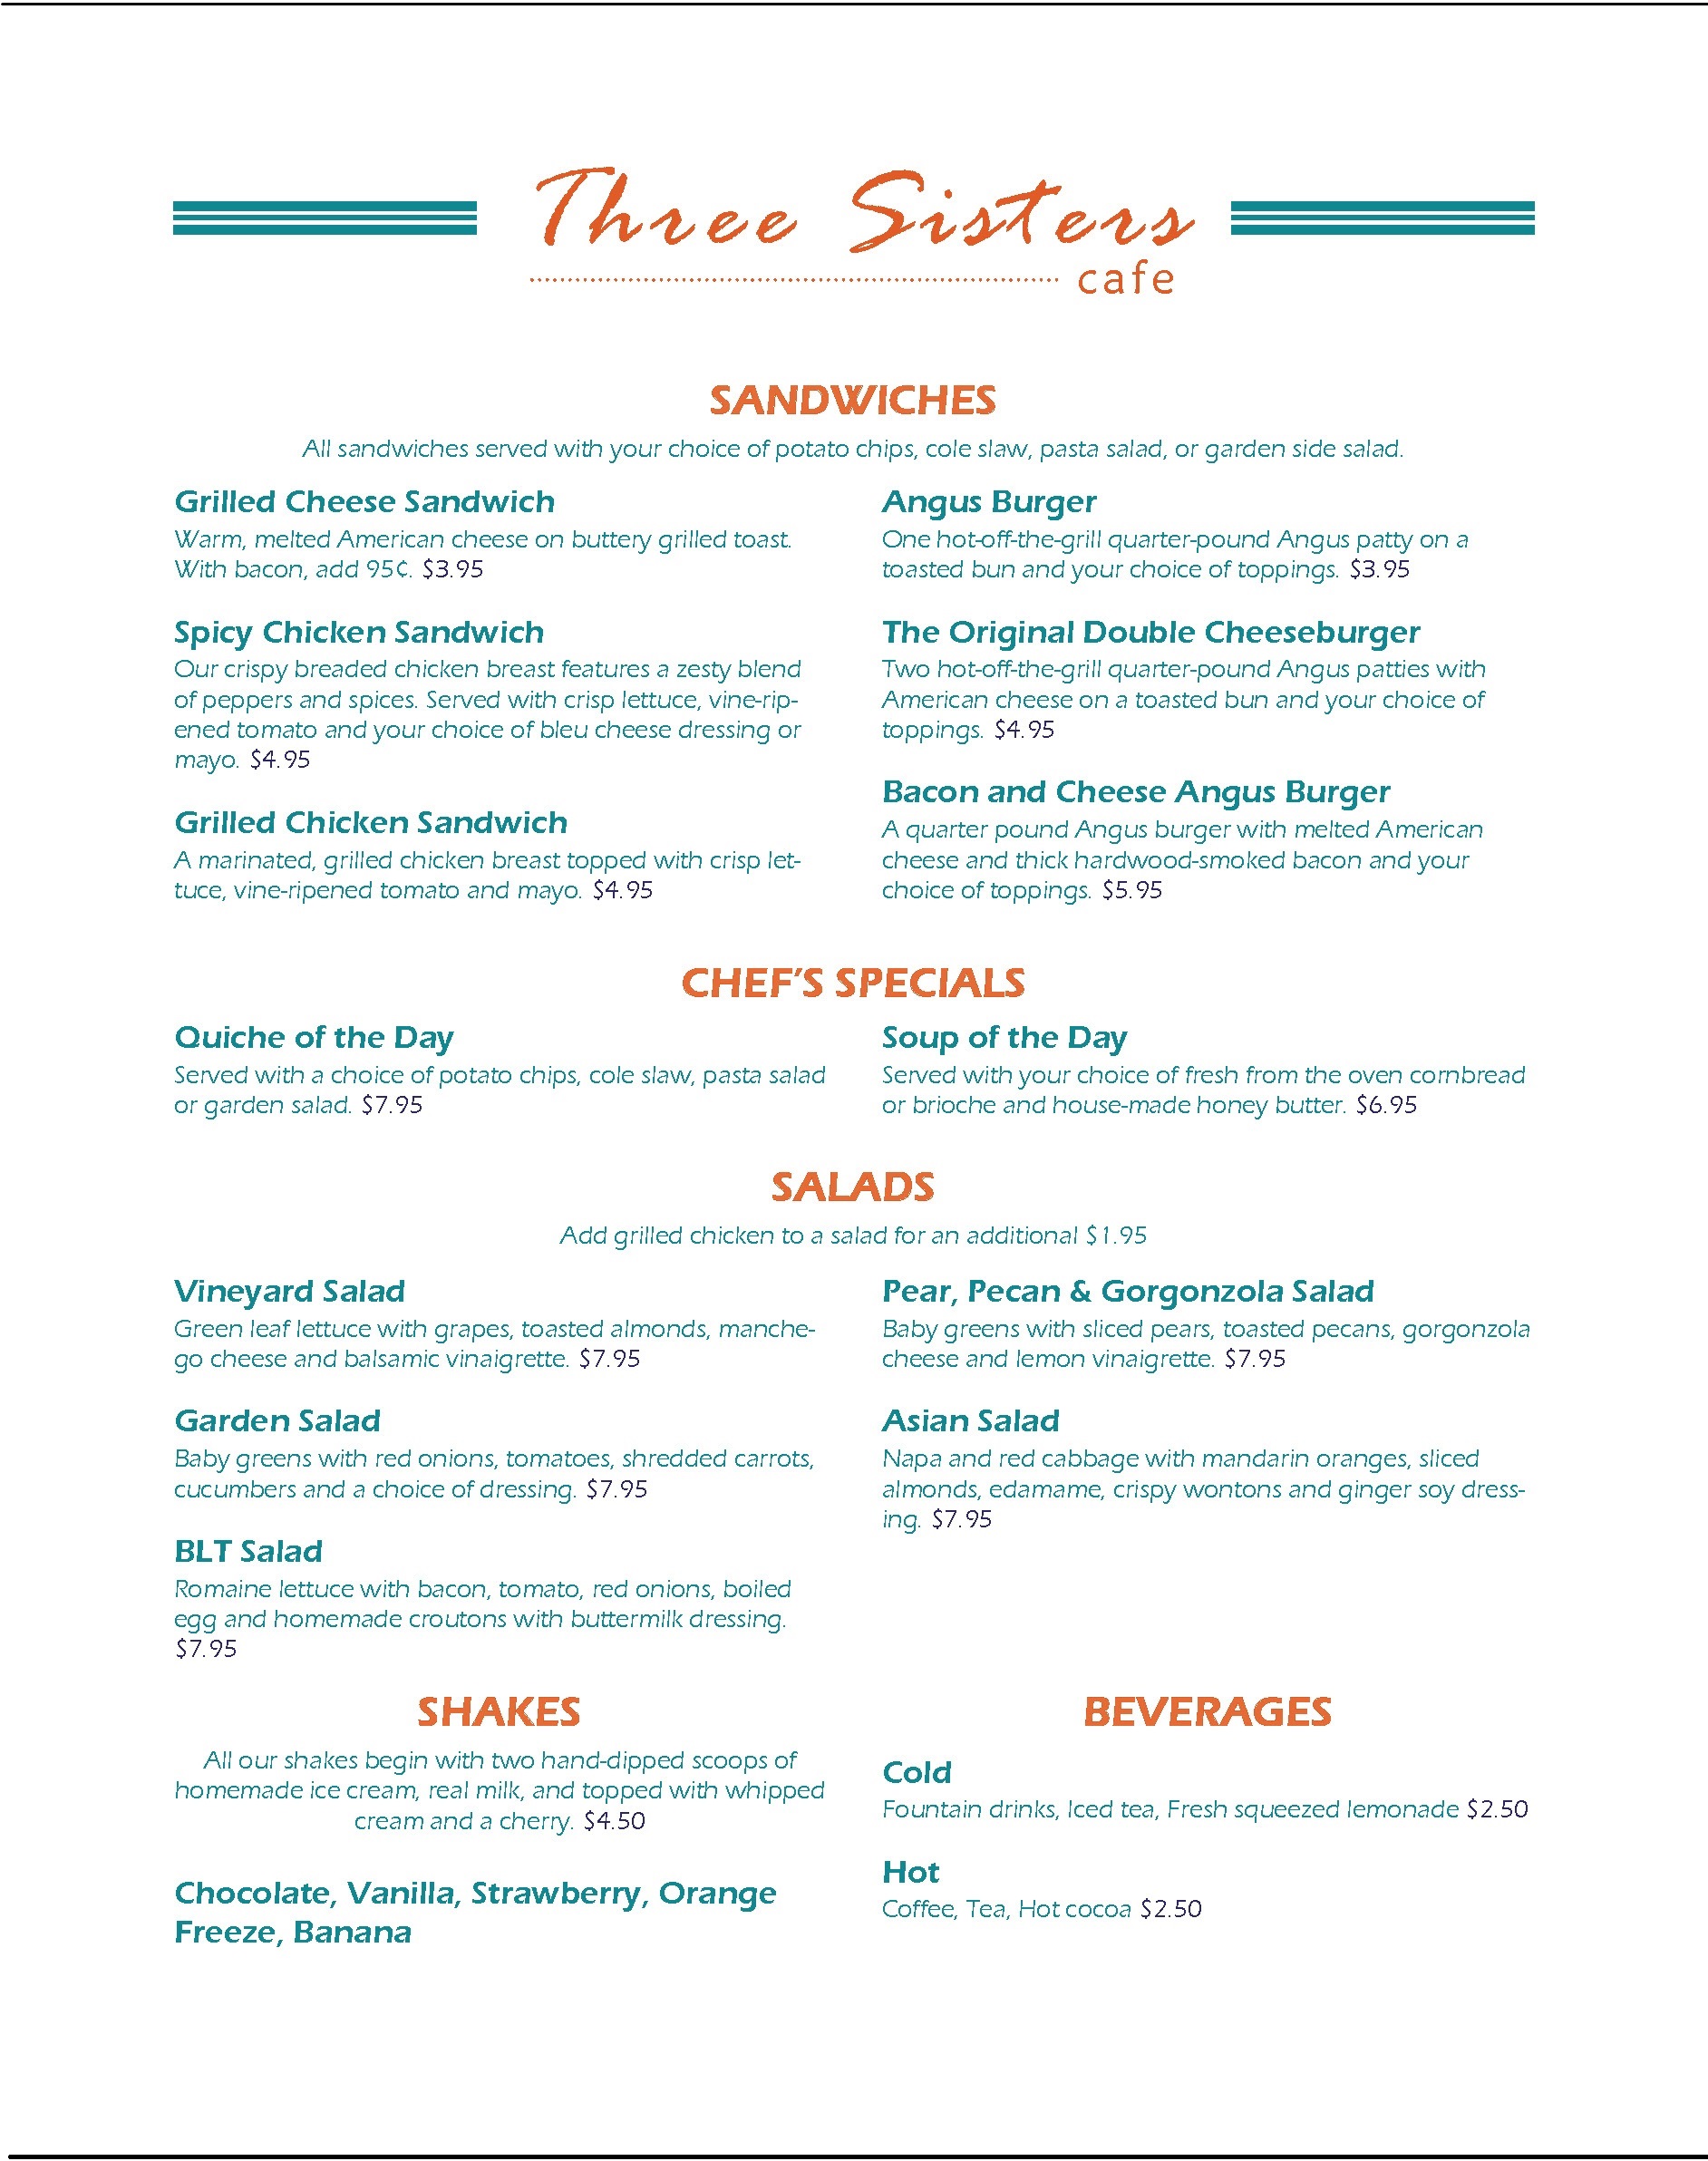 Three Sisters
cafe
SANDWICHES
All sandwiches served with your choice of potato chips, cole slaw, pasta salad, or garden side salad.
Grilled Cheese Sandwich
Warm, melted American cheese on buttery grilled toast.
With bacon, add 95¢. $3.95
Spicy Chicken Sandwich
Our crispy breaded chicken breast features a zesty blend
of peppers and spices. Served with crisp lettuce, vine-rip-
ened tomato and your choice of bleu cheese dressing or
mayo. $4.95
Grilled Chicken Sandwich
A marinated, grilled chicken breast topped with crisp let-
tuce, vine-ripened tomato and mayo. $4.95
Angus Burger
One hot-off-the-grill quarter-pound Angus patty on a
toasted bun and your choice of toppings. $3.95
The Original Double Cheeseburger
Two hot-off-the-grill quarter-pound Angus patties with
American cheese on a toasted bun and your choice of
toppings. $4.95
Bacon and Cheese Angus Burger
A quarter pound Angus burger with melted American
cheese and thick hardwood-smoked bacon and your
choice of toppings. $5.95
CHEF’S SPECIALS
Quiche of the Day
Served with a choice of potato chips, cole slaw, pasta salad
or garden salad. $7.95
Soup of the Day
Served with your choice of fresh from the oven cornbread
or brioche and house-made honey butter. $6.95
SALADS
Add grilled chicken to a salad for an additional $1.95
Vineyard Salad
Green leaf lettuce with grapes, toasted almonds, manche-
go cheese and balsamic vinaigrette. $7.95
Garden Salad
Baby greens with red onions, tomatoes, shredded carrots,
cucumbers and a choice of dressing. $7.95
BLT Salad
Romaine lettuce with bacon, tomato, red onions, boiled
egg and homemade croutons with buttermilk dressing.
$7.95
Pear, Pecan & Gorgonzola Salad
Baby greens with sliced pears, toasted pecans, gorgonzola
cheese and lemon vinaigrette. $7.95
Asian Salad
Napa and red cabbage with mandarin oranges, sliced
almonds, edamame, crispy wontons and ginger soy dress-
ing. $7.95
SHAKES
All our shakes begin with two hand-dipped scoops of
homemade ice cream, real milk, and topped with whipped
cream and a cherry. $4.50
Chocolate, Vanilla, Strawberry, Orange
Freeze, Banana
BEVERAGES
Cold
Fountain drinks, Iced tea, Fresh squeezed lemonade $2.50
Hot
Coffee, Tea, Hot cocoa $2.50